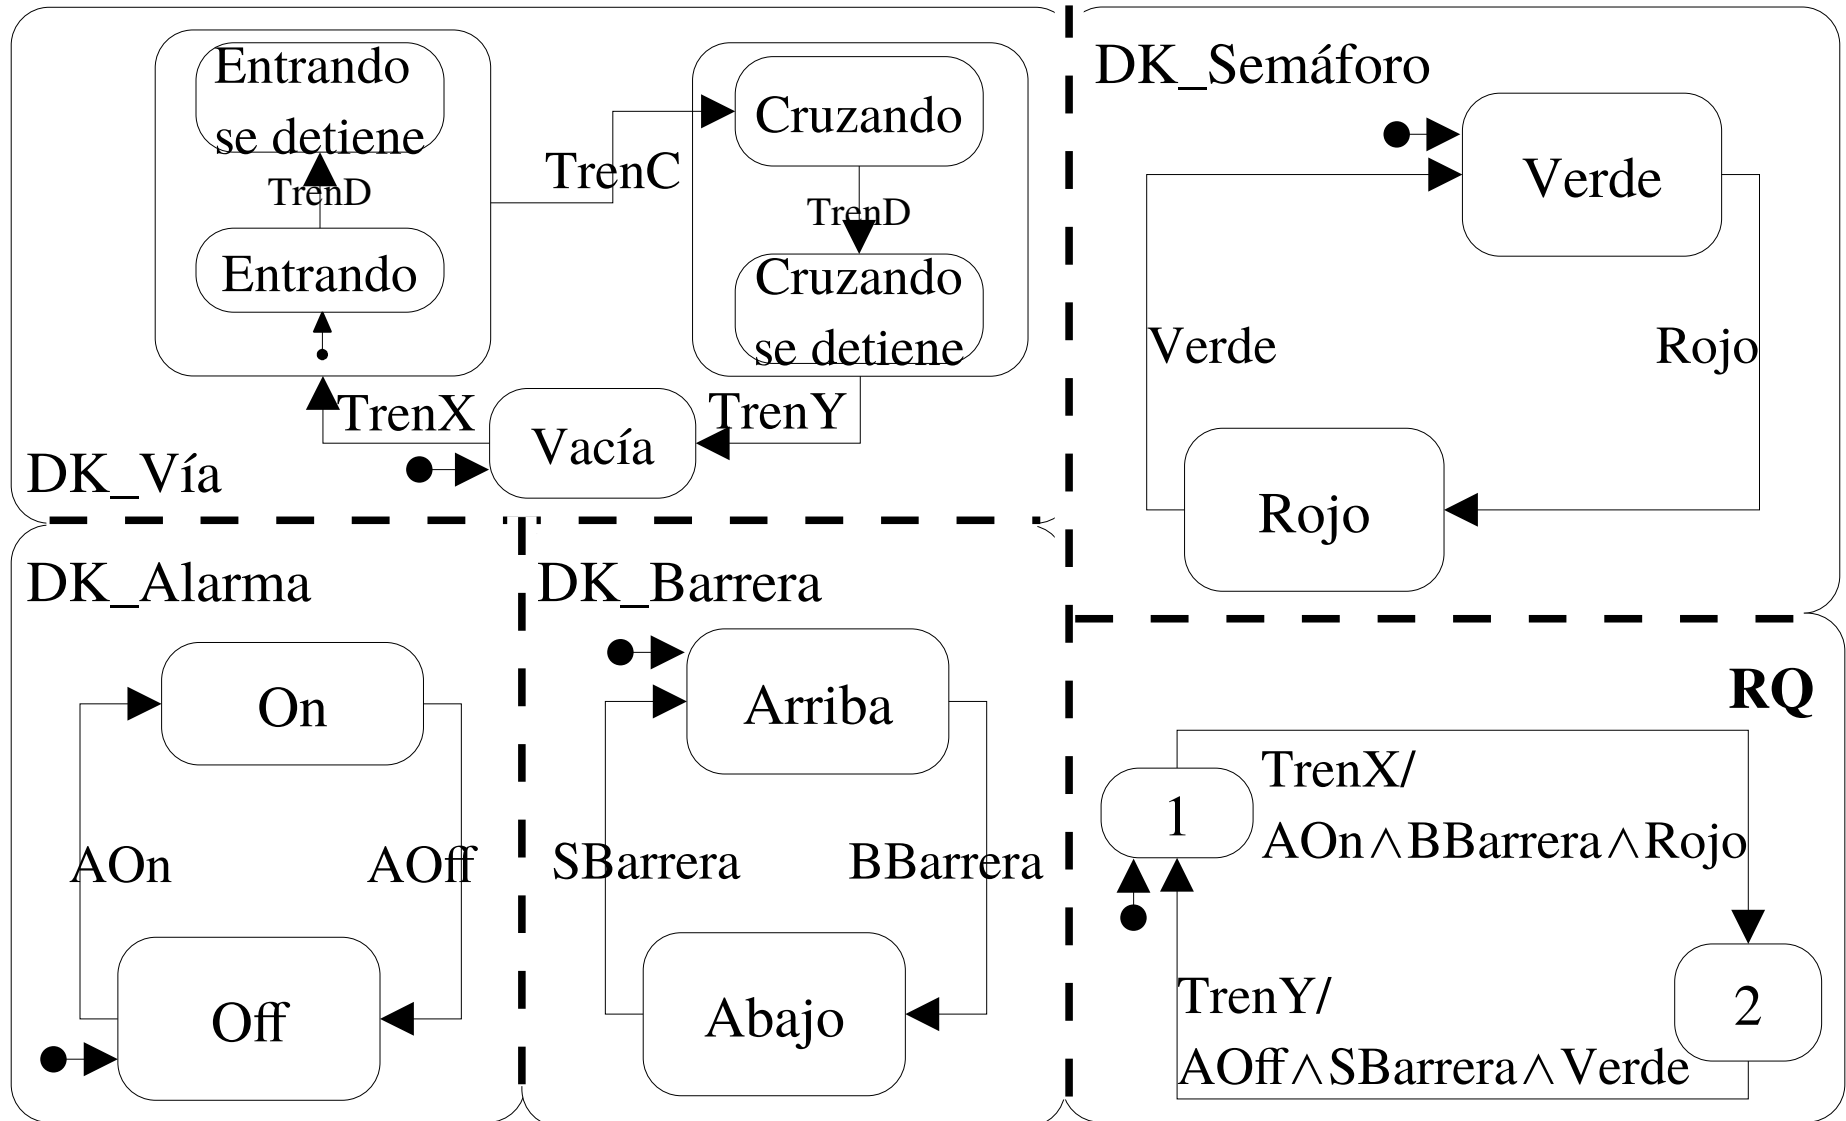 Entrando
se detiene
TrenD
Entrando
TrenC
Cruzando
TrenD
Cruzando
se detiene
TrenX
TrenY
Vacía
DK_Vía
DK_Semáforo
Verde
Verde
Rojo
Rojo
DK_Alarma
On
AOn
AOff
Off
DK_Barrera
Arriba
SBarrera
BBarrera
Abajo
RQ
TrenX/
1
AOn∧BBarrera∧Rojo
TrenY/
2
AOff∧SBarrera∧Verde